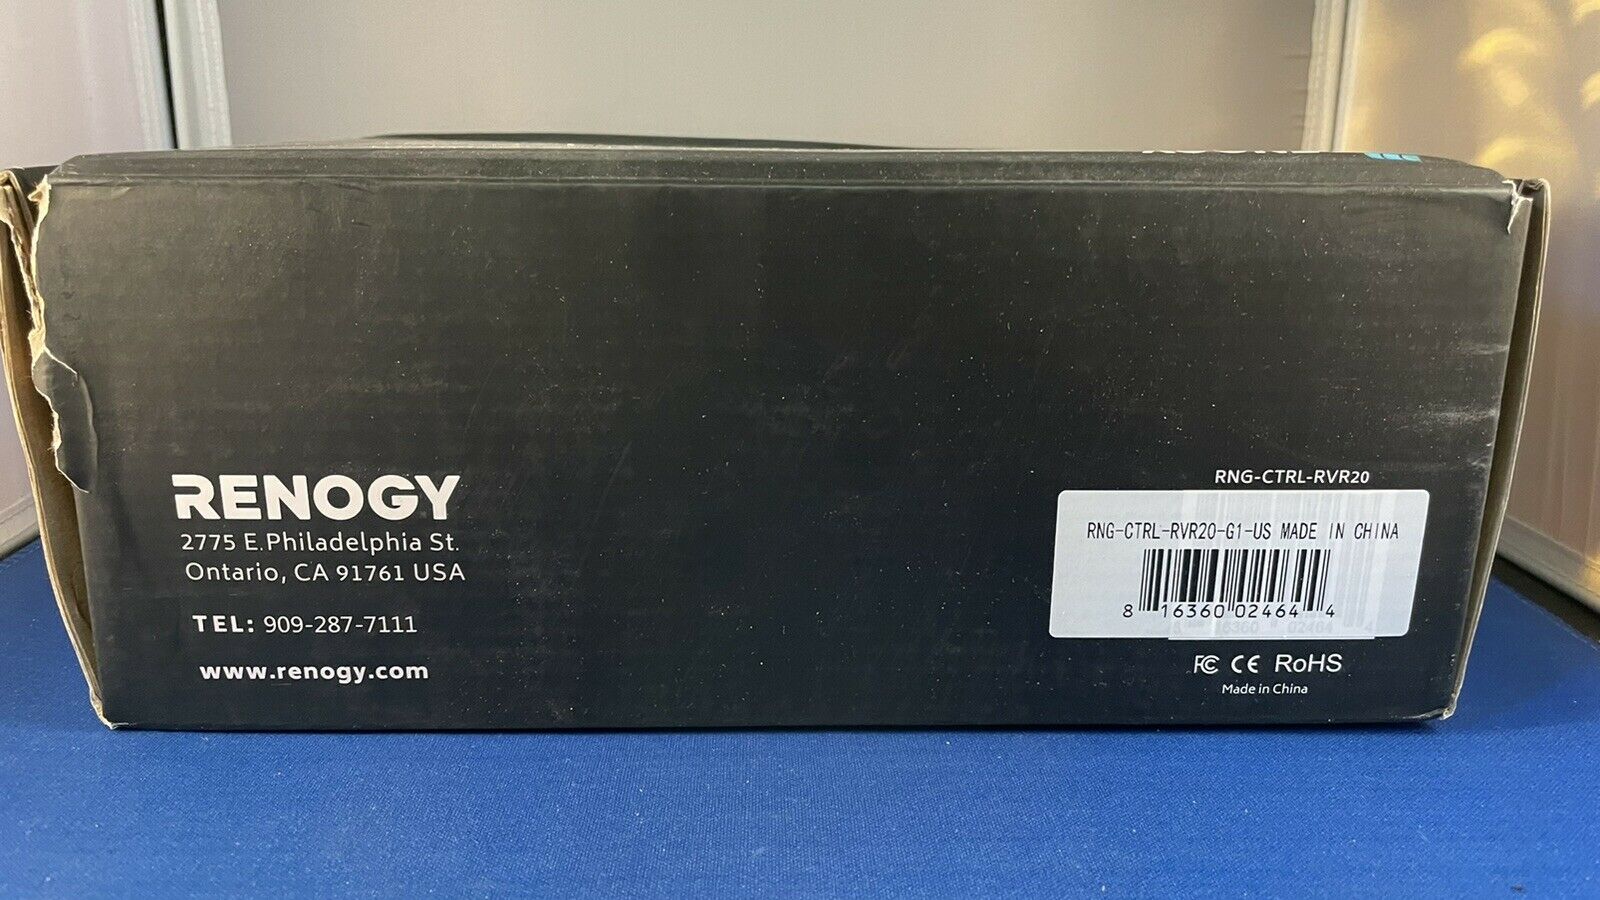 RENOGY
2775 E.Philadelphia St.
Ontario, CA 91761 USA
TEL: 909-287-7111
www.renogy.com
RNG-CTRL-RVR20
RNG-CTRL-RVR20-G1-US MADE IN CHINA
8 16360 02464 4
FC CE RoHS
Made in China